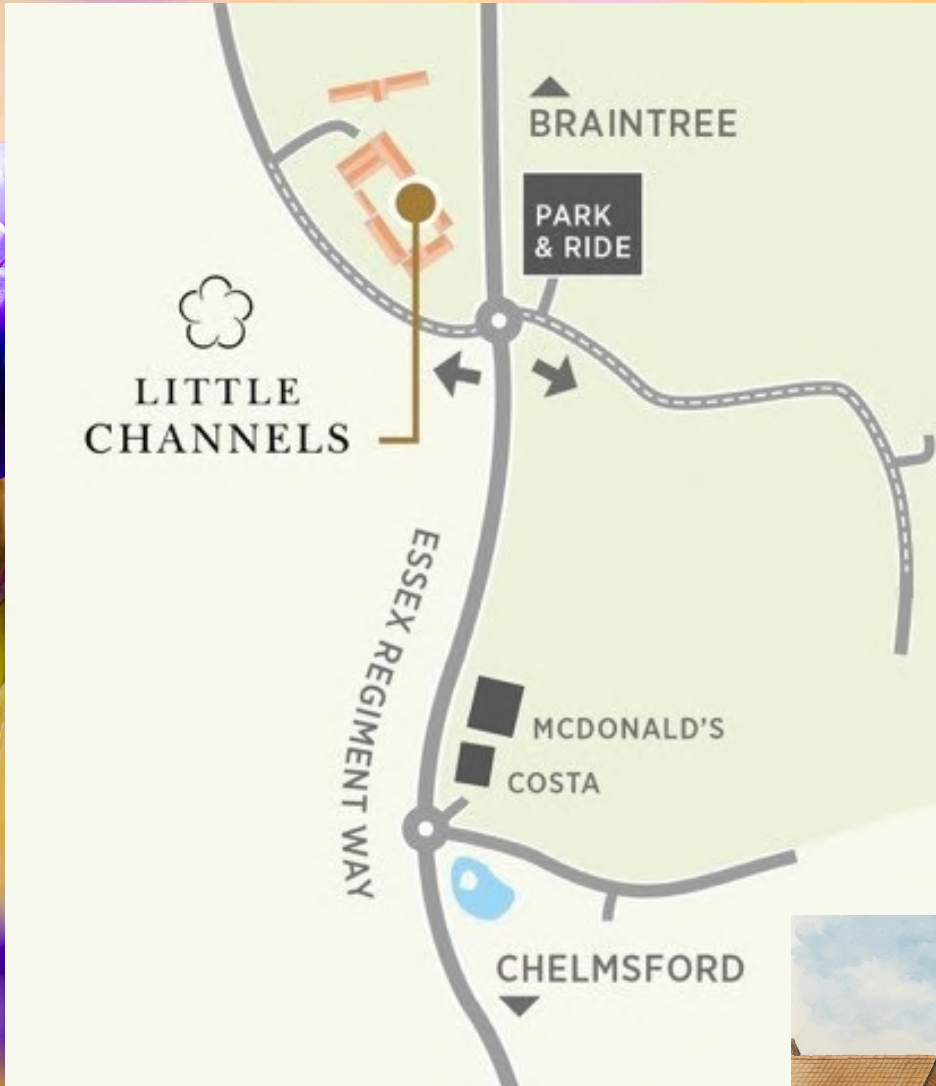 BRAINTREE
PARK
& RIDE
LITTLE
CHANNELS
ESSEX REGIMENT WAY
MCDONALD'S
COSTA
CHELMSFORD